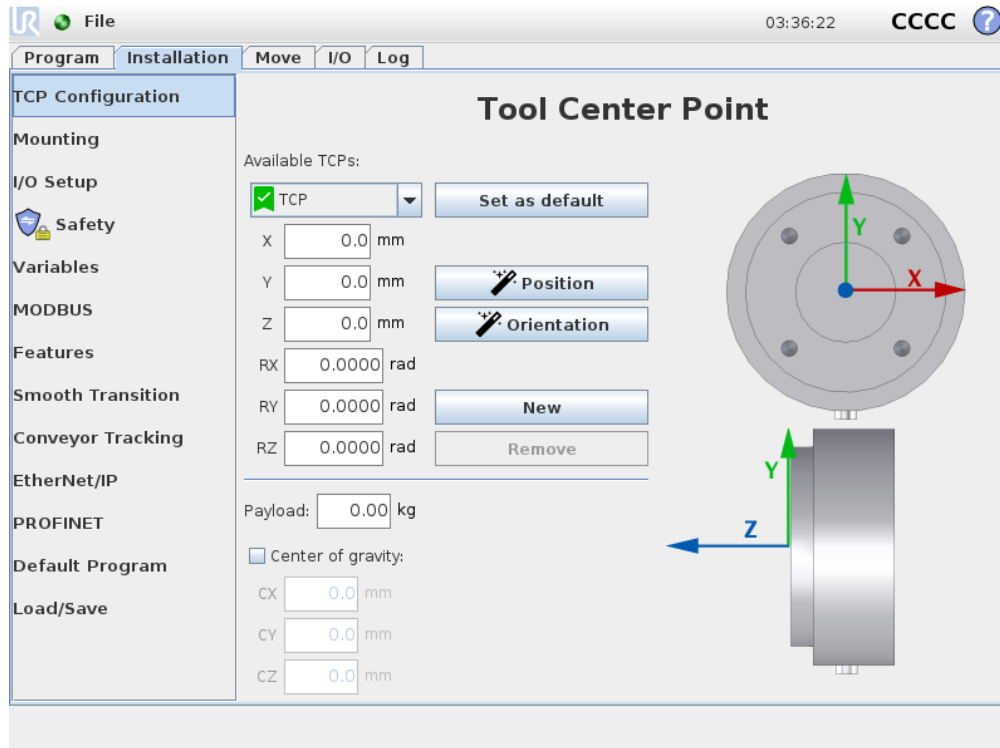 UR File 03:36:22 CCCC ?
Program Installation Move I/O Log
TCP Configuration
Mounting
I/O Setup
Safety
Variables
MODBUS
Features
Smooth Transition
Conveyor Tracking
EtherNet/IP
PROFINET
Default Program
Load/Save
Tool Center Point
Available TCPs:
TCP Set as default
X 0.0 mm
Y 0.0 mm Position
Z 0.0 mm Orientation
RX 0.0000 rad
RY 0.0000 rad New
RZ 0.0000 rad Remove
Payload: 0.00 kg
Center of gravity:
CX 0.0 mm
CY 0.0 mm
CZ 0.0 mm
Y
X
Y
Z